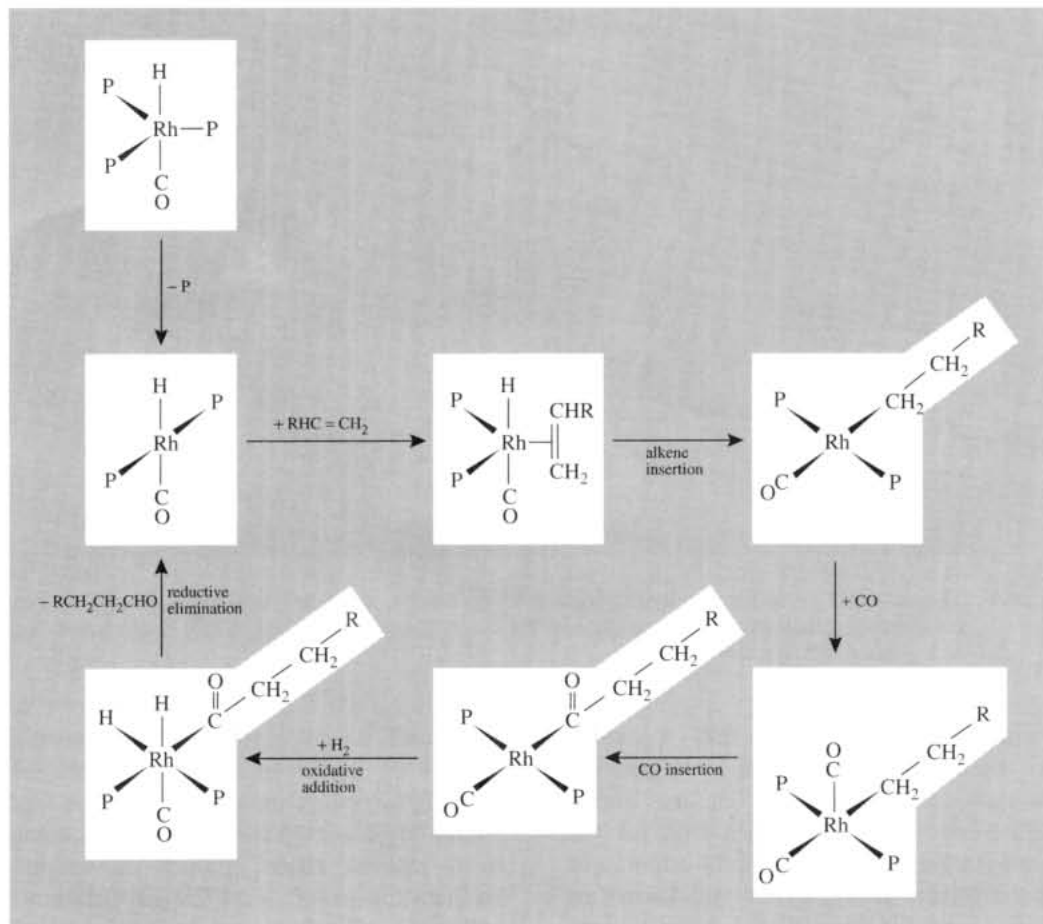 H
P
Rh — P
P
C
O
– P
H
P
Rh
P
C
O
+ RHC = CH₂
H
P
CHR
Rh
P
CH₂
C
O
alkene
insertion
R
CH₂
P
CH₂
Rh
OC
P
– RCH₂CH₂CHO
reductive
elimination
+ CO
R
CH₂
O
CH₂
H
H
C
Rh
P
P
C
O
+ H₂
oxidative
addition
R
CH₂
O
CH₂
P
C
Rh
OC
P
CO insertion
R
O
C
CH₂
P
CH₂
Rh
OC
P